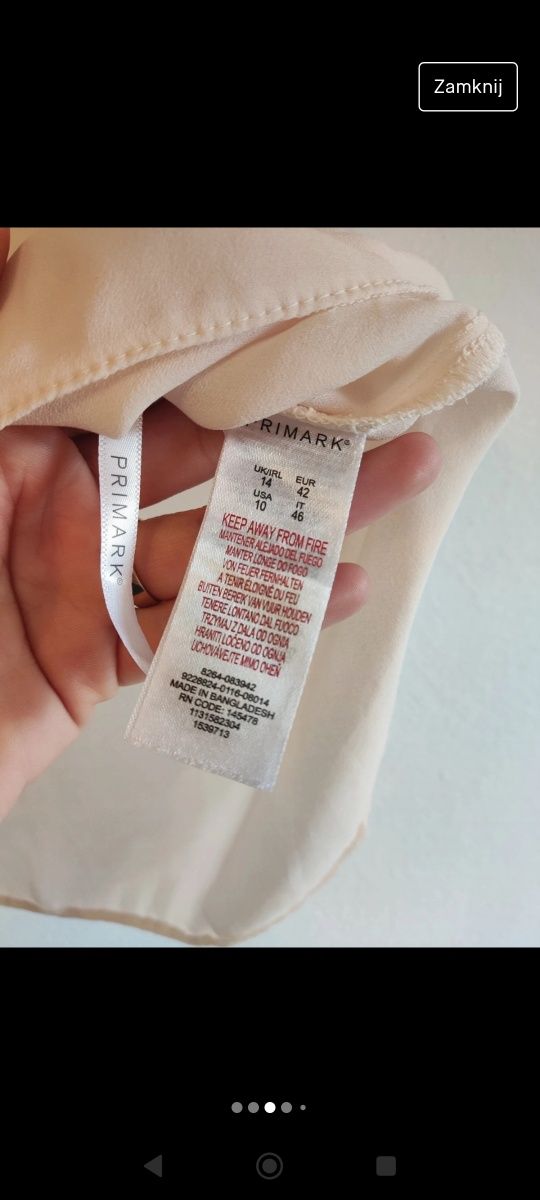 Zamknij
PRIMARK®
PRIMARK®
UK/IRL EUR
14 42
USA IT
10 46
KEEP AWAY FROM FIRE
MANTENER ALEJADO DEL FUEGO
MANTER LONGE DO FOGO
VON FEUER FERNHALTEN
A TENIR ÉLOIGNÉ DU FEU
BUITEN BEREIK VAN VUUR HOUDEN
TENERE LONTANO DAL FUOCO
TRZYMAJ Z DALA OD OGNIA
HRANITI LOČENO OD OGNJA
UCHOVÁVEJTE MIMO OHEŇ
8264-083942
9228824-0116-08014
MADE IN BANGLADESH
RN CODE: 145478
1131582304
1539713